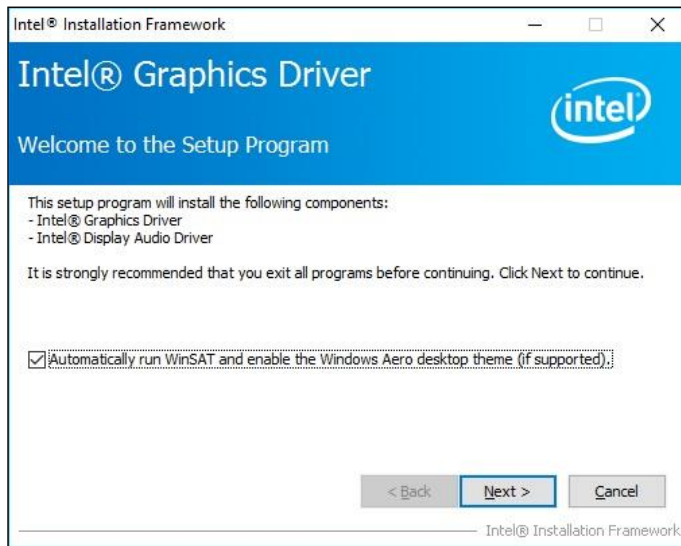 Intel® Installation Framework
Intel® Graphics Driver
intel
Welcome to the Setup Program
This setup program will install the following components:
- Intel® Graphics Driver
- Intel® Display Audio Driver
It is strongly recommended that you exit all programs before continuing. Click Next to continue.
Automatically run WinSAT and enable the Windows Aero desktop theme (if supported).
< Back Next > Cancel
Intel® Installation Framework